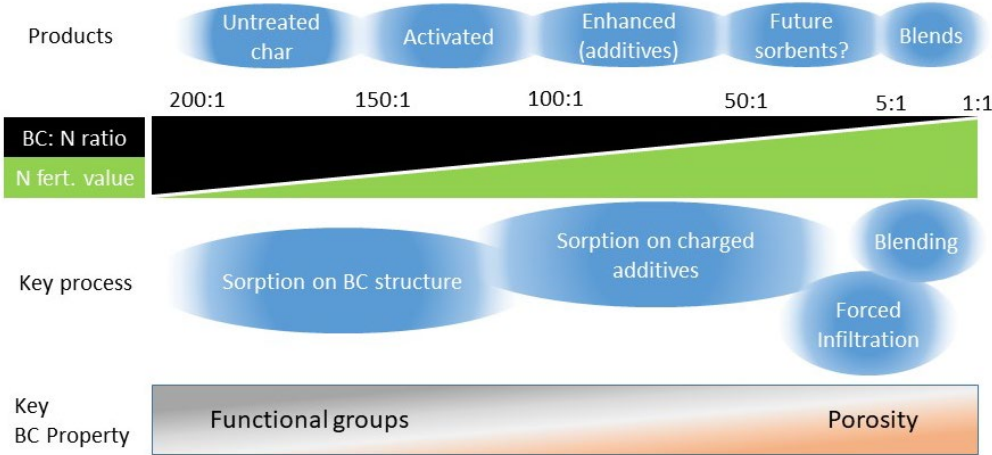 Products
Untreated
char
Activated
Enhanced
(additives)
Future
sorbents?
Blends
200:1
150:1
100:1
50:1
5:1
1:1
BC: N ratio
N fert. value
Key process
Sorption on BC structure
Sorption on charged
additives
Blending
Forced
Infiltration
Key
BC Property
Functional groups
Porosity